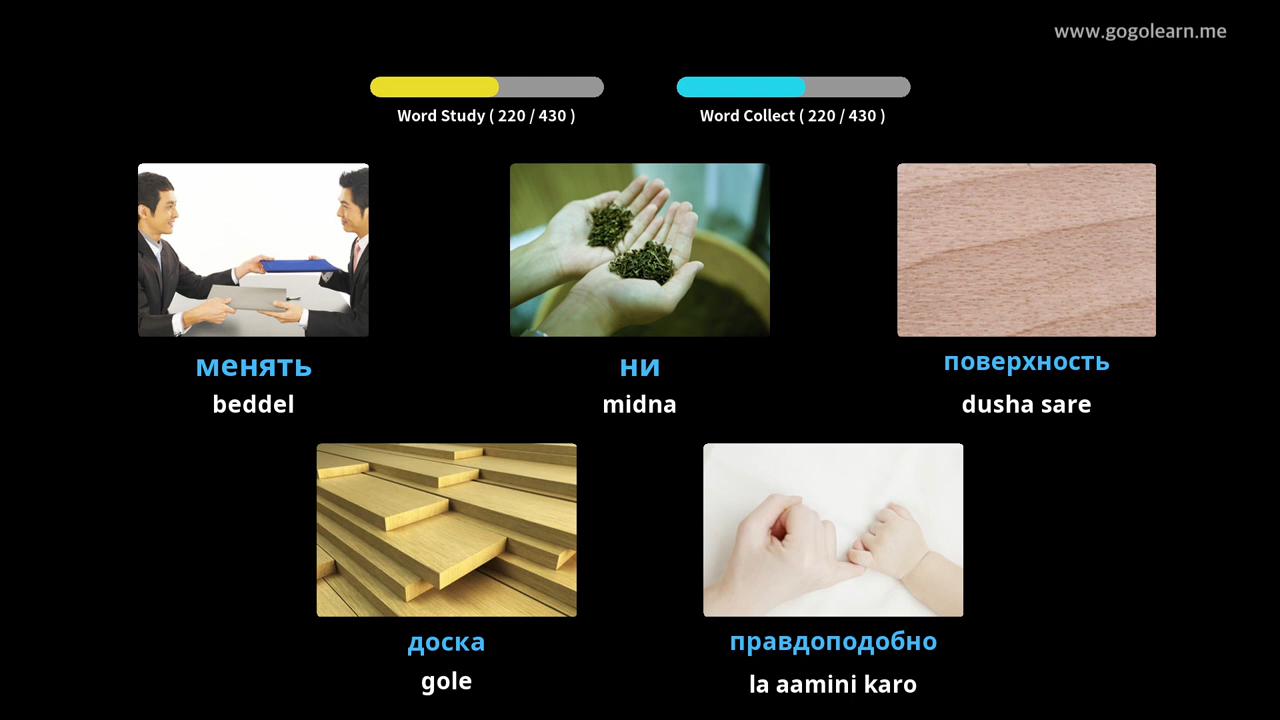 www.gogolearn.me
Word Study ( 220 / 430 )
Word Collect ( 220 / 430 )
менять
beddel
ни
midna
поверхность
dusha sare
доска
gole
правдоподобно
la aamini karo